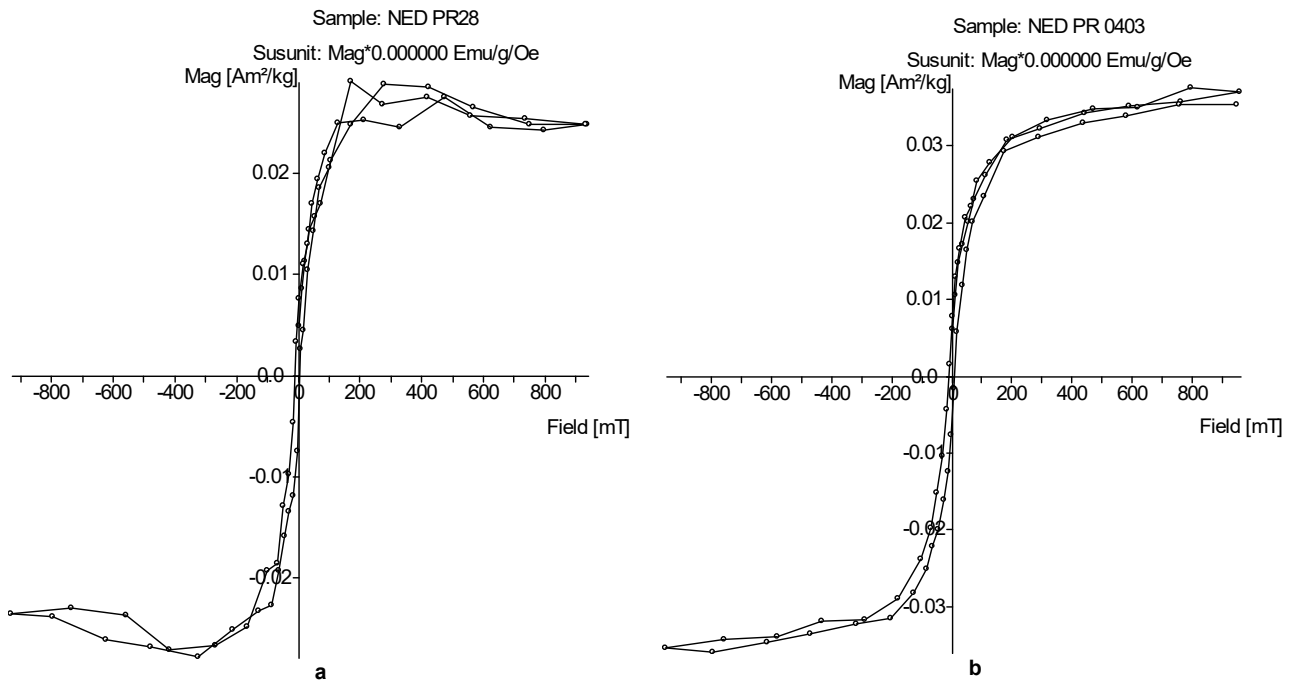 Sample: NED PR28
Susunit: Mag*0.000000 Emu/g/Oe
Mag [Am²/kg]
0.02
0.01
0.0
-800 -600 -400 -200 0 200 400 600 800
Field [mT]
-0.01
-0.02
a
Sample: NED PR 0403
Susunit: Mag*0.000000 Emu/g/Oe
Mag [Am²/kg]
0.03
0.02
0.01
0.0
-800 -600 -400 -200 0 200 400 600 800
Field [mT]
-0.01
-0.02
-0.03
b